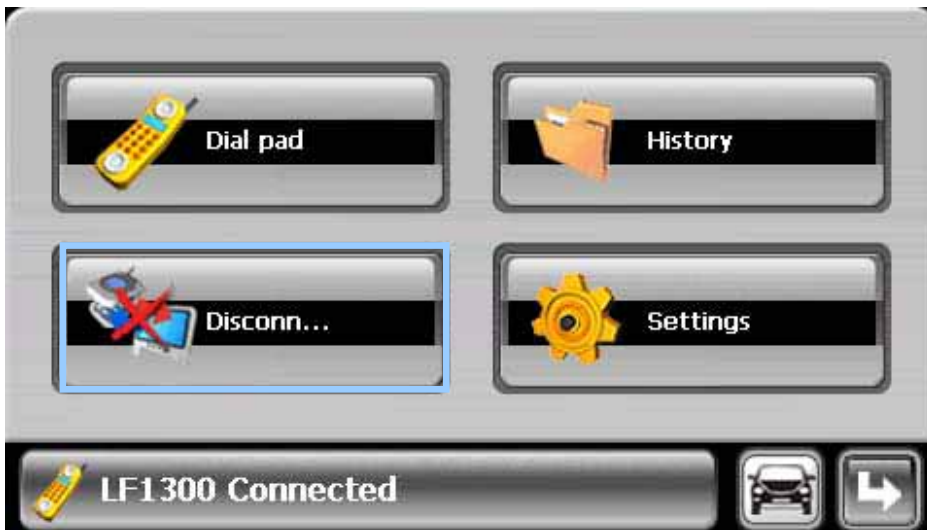 Dial pad
History
Disconn...
Settings
LF1300 Connected